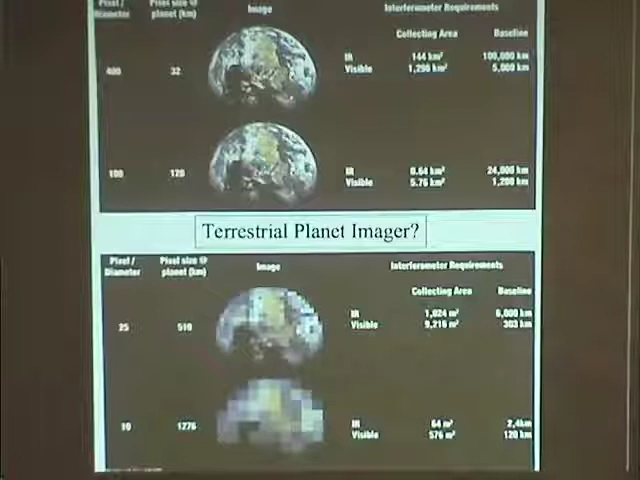 Pixel / Diameter Pixel size @ planet (km) Image Interferometer Requirements
Collecting Area Baseline
400 32 IR 144 km² 100,000 km
Visible 1,296 km² 5,000 km
100 128 IR 0.64 km² 24,000 km
Visible 5.76 km² 1,200 km
Terrestrial Planet Imager?
Pixel / Diameter Pixel size @ planet (km) Image Interferometer Requirements
Collecting Area Baseline
25 510 IR 1,024 m² 6,000 km
Visible 9,216 m² 303 km
10 1276 IR 64 m² 2,4km
Visible 576 m² 120 km